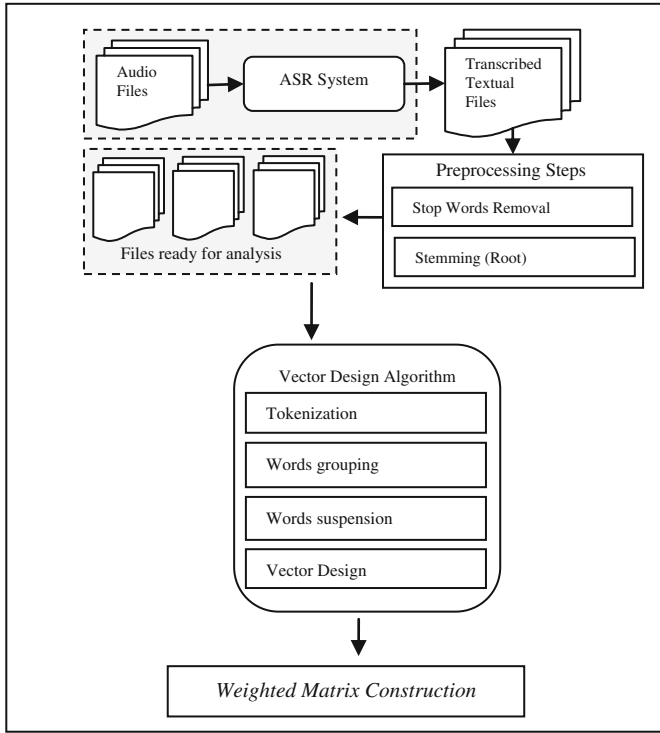 Audio
Files
ASR System
Transcribed
Textual
Files
Preprocessing Steps
Stop Words Removal
Stemming (Root)
Files ready for analysis
Vector Design Algorithm
Tokenization
Words grouping
Words suspension
Vector Design
Weighted Matrix Construction